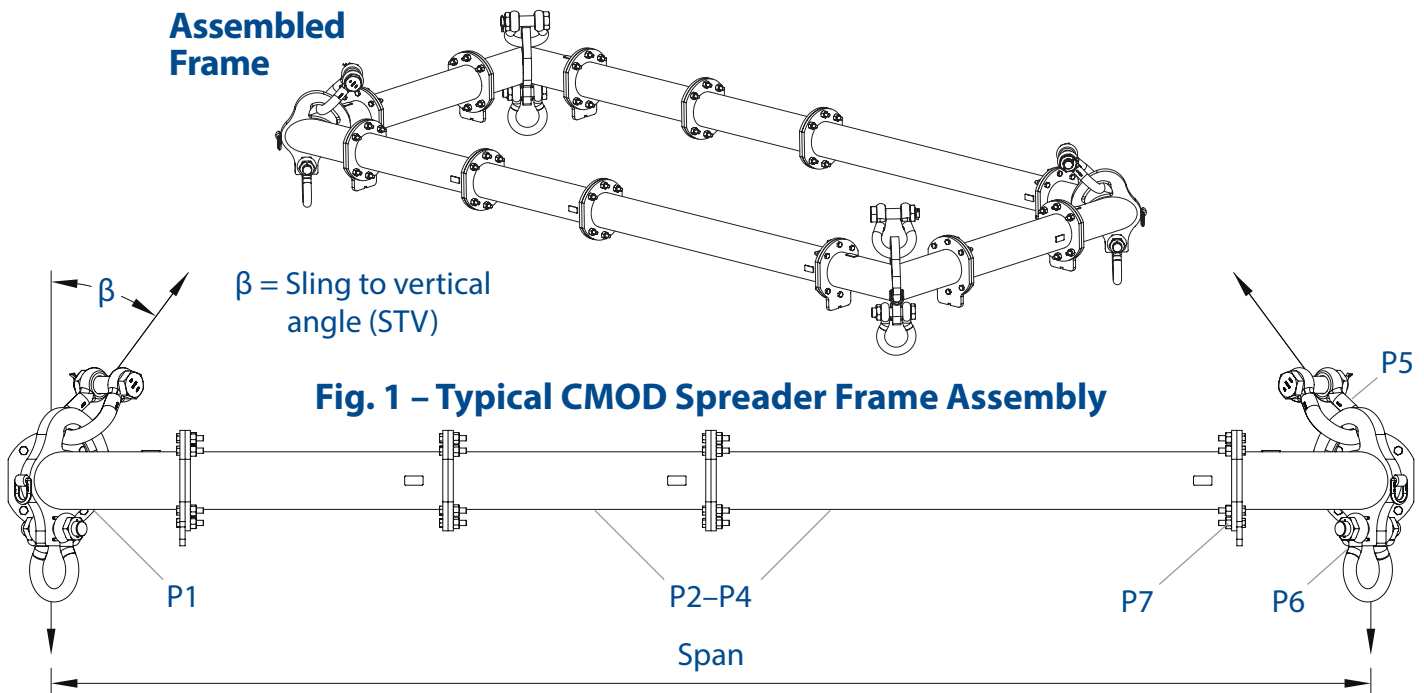 Assembled
Frame
β
β = Sling to vertical
angle (STV)
P5
Fig. 1 – Typical CMOD Spreader Frame Assembly
P1
P2–P4
P7
P6
Span